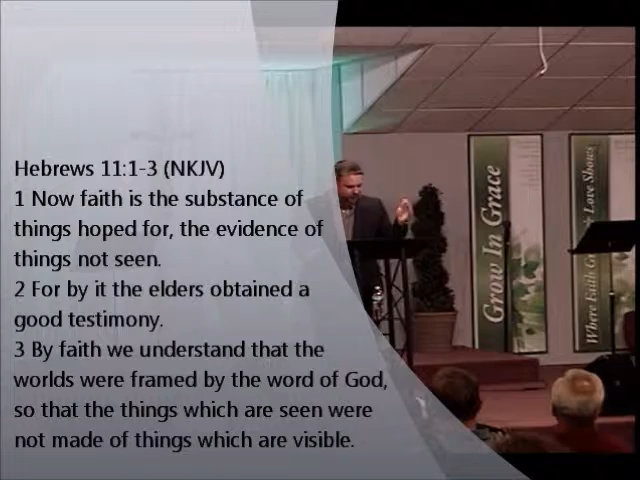 Hebrews 11:1-3 (NKJV)
1 Now faith is the substance of
things hoped for, the evidence of
things not seen.
2 For by it the elders obtained a
good testimony.
3 By faith we understand that the
worlds were framed by the word of God,
so that the things which are seen were
not made of things which are visible.
Grow In Grace
Where Faith
Love Shows